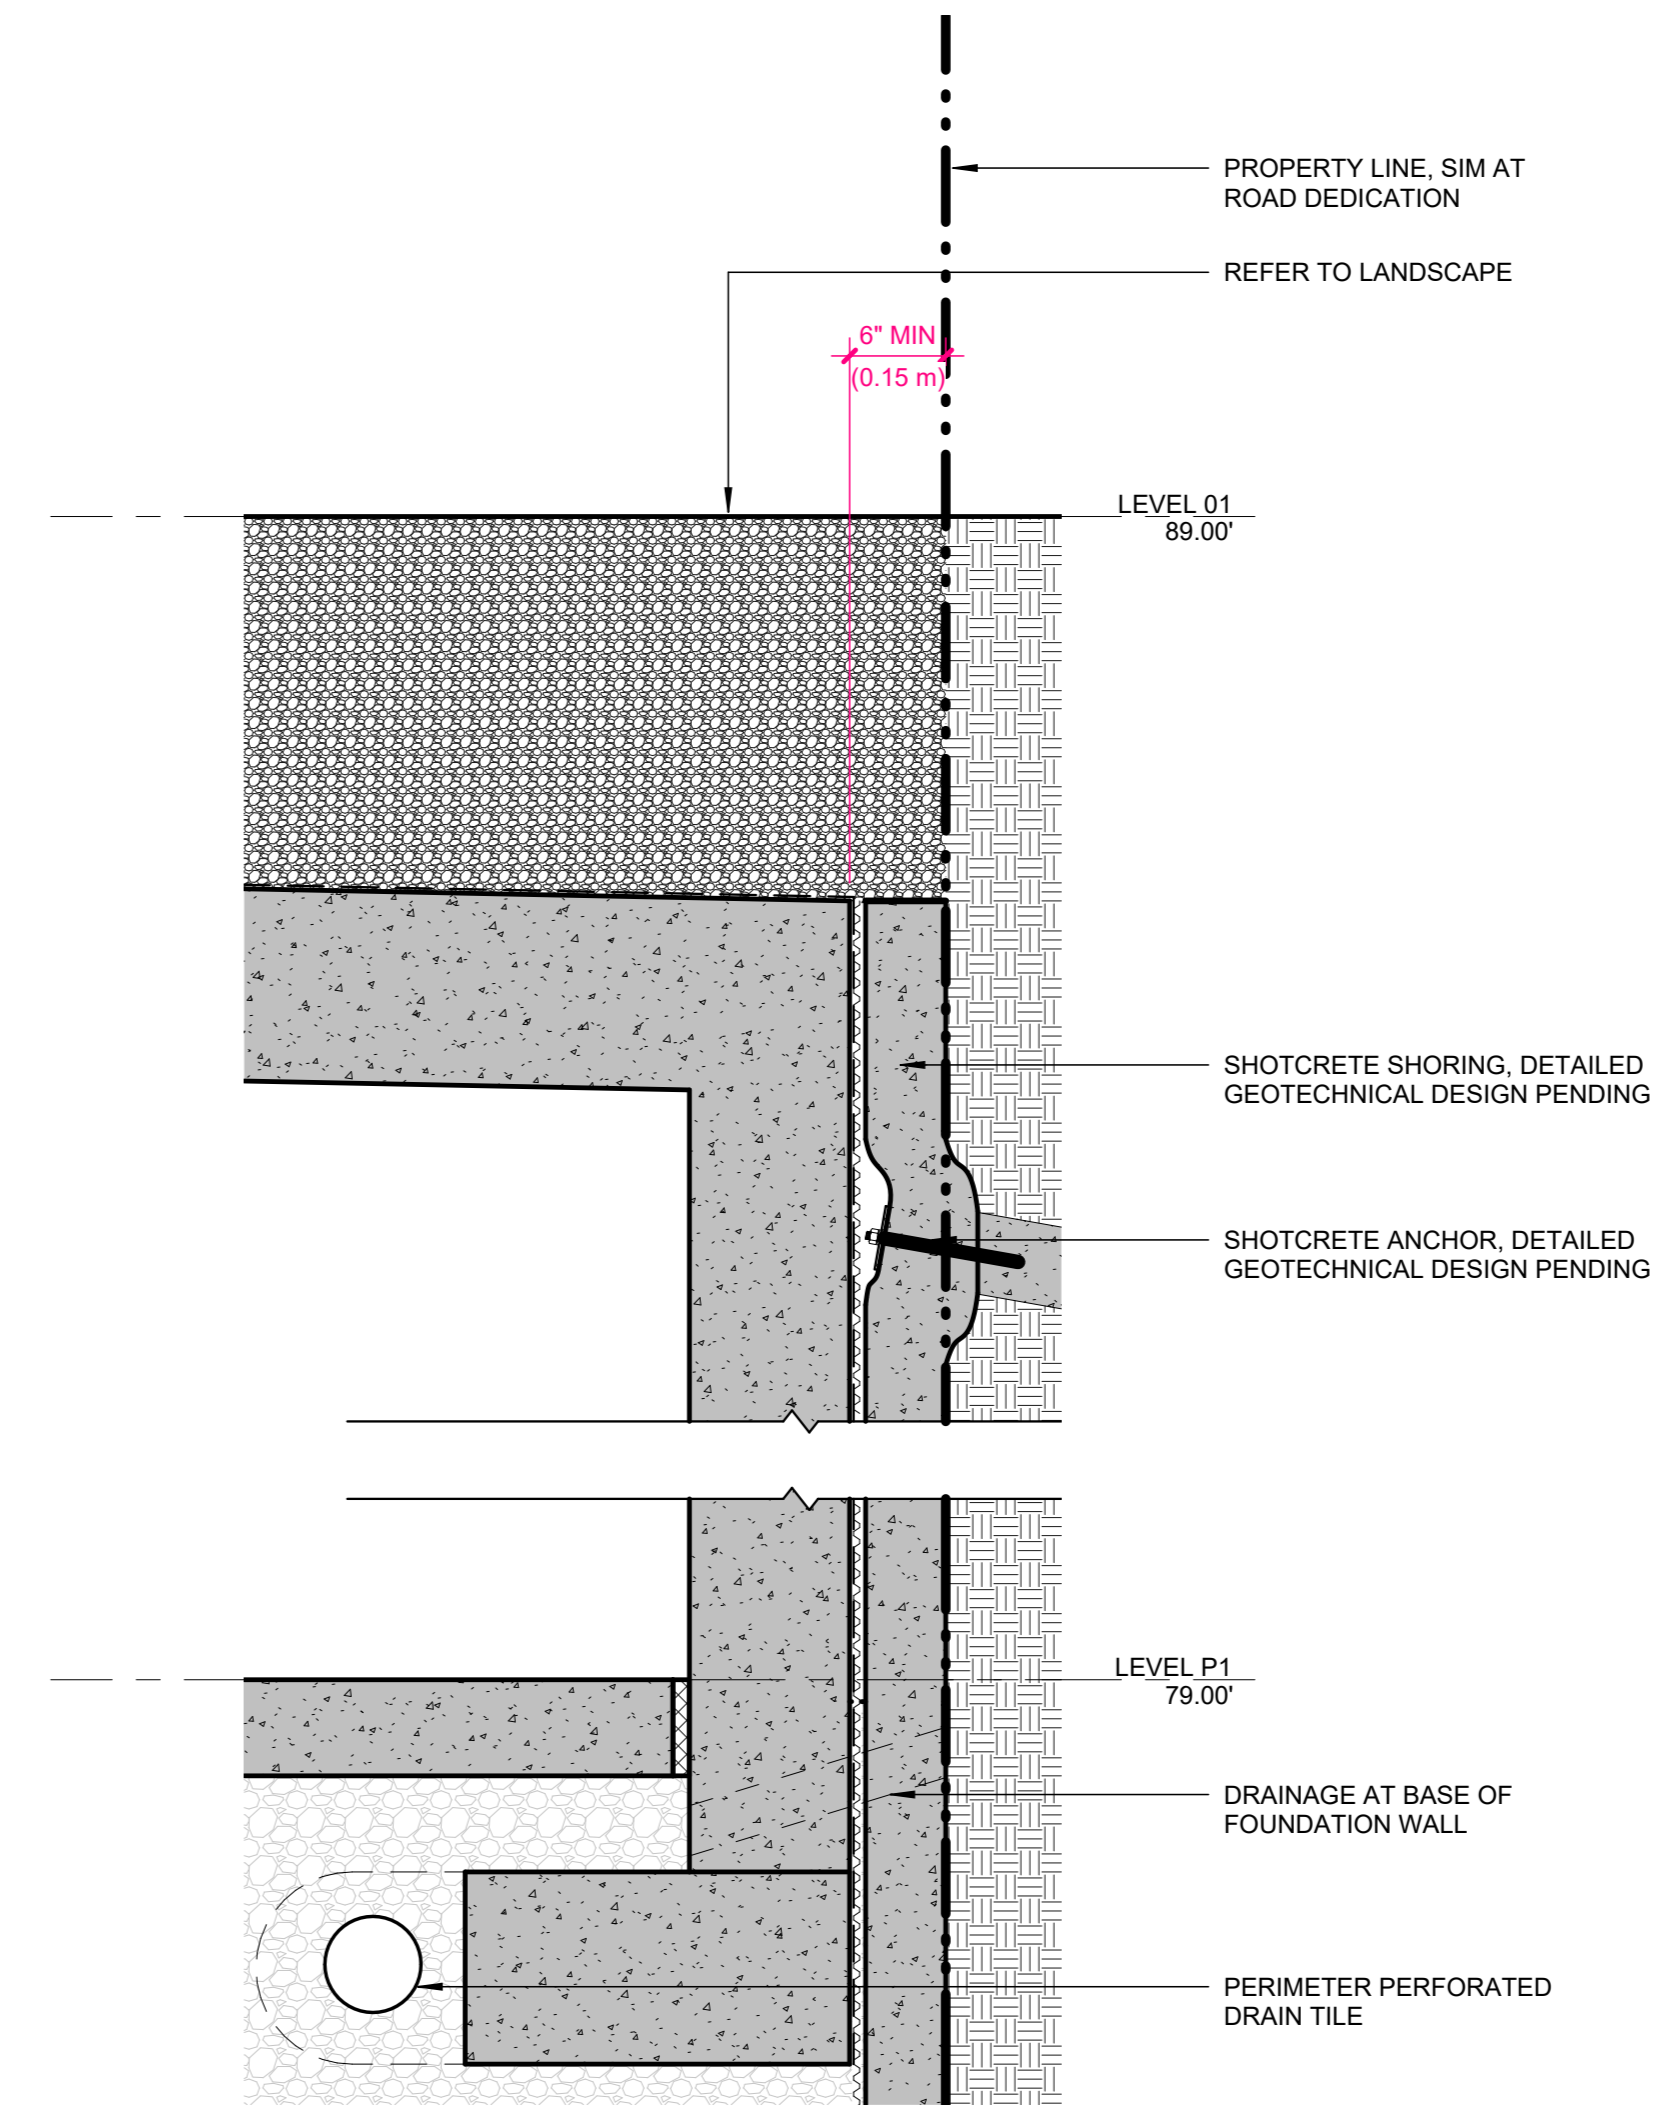 PROPERTY LINE, SIM AT
ROAD DEDICATION
REFER TO LANDSCAPE
6" MIN
(0.15 m)
LEVEL 01
89.00'
SHOTCRETE SHORING, DETAILED
GEOTECHNICAL DESIGN PENDING
SHOTCRETE ANCHOR, DETAILED
GEOTECHNICAL DESIGN PENDING
LEVEL P1
79.00'
DRAINAGE AT BASE OF
FOUNDATION WALL
PERIMETER PERFORATED
DRAIN TILE